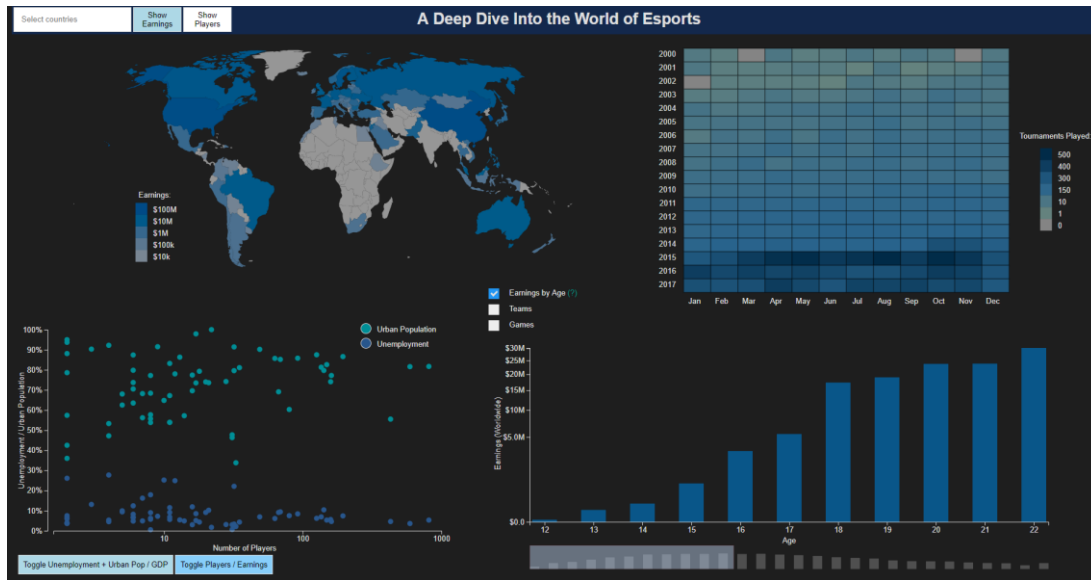 Select countries
Show
Earnings
Show
Players
A Deep Dive Into the World of Esports
Earnings:
$100M
$10M
$1M
$100k
$10k
2000
2001
2002
2003
2004
2005
2006
2007
2008
2009
2010
2011
2012
2013
2014
2015
2016
2017
Jan Feb Mar Apr May Jun Jul Aug Sep Oct Nov Dec
Tournaments Played:
500
400
300
150
10
1
0
Earnings by Age (?)
Teams
Games
Urban Population
Unemployment
Unemployment / Urban Population
100%
90%
80%
70%
60%
50%
40%
30%
20%
10%
0%
10 100 1000
Number of Players
Toggle Unemployment + Urban Pop / GDP
Toggle Players / Earnings
Earnings (Worldwide)
$30M
$25M
$20M
$15M
$10M
$5.0M
$0.0
12 13 14 15 16 17 18 19 20 21 22
Age